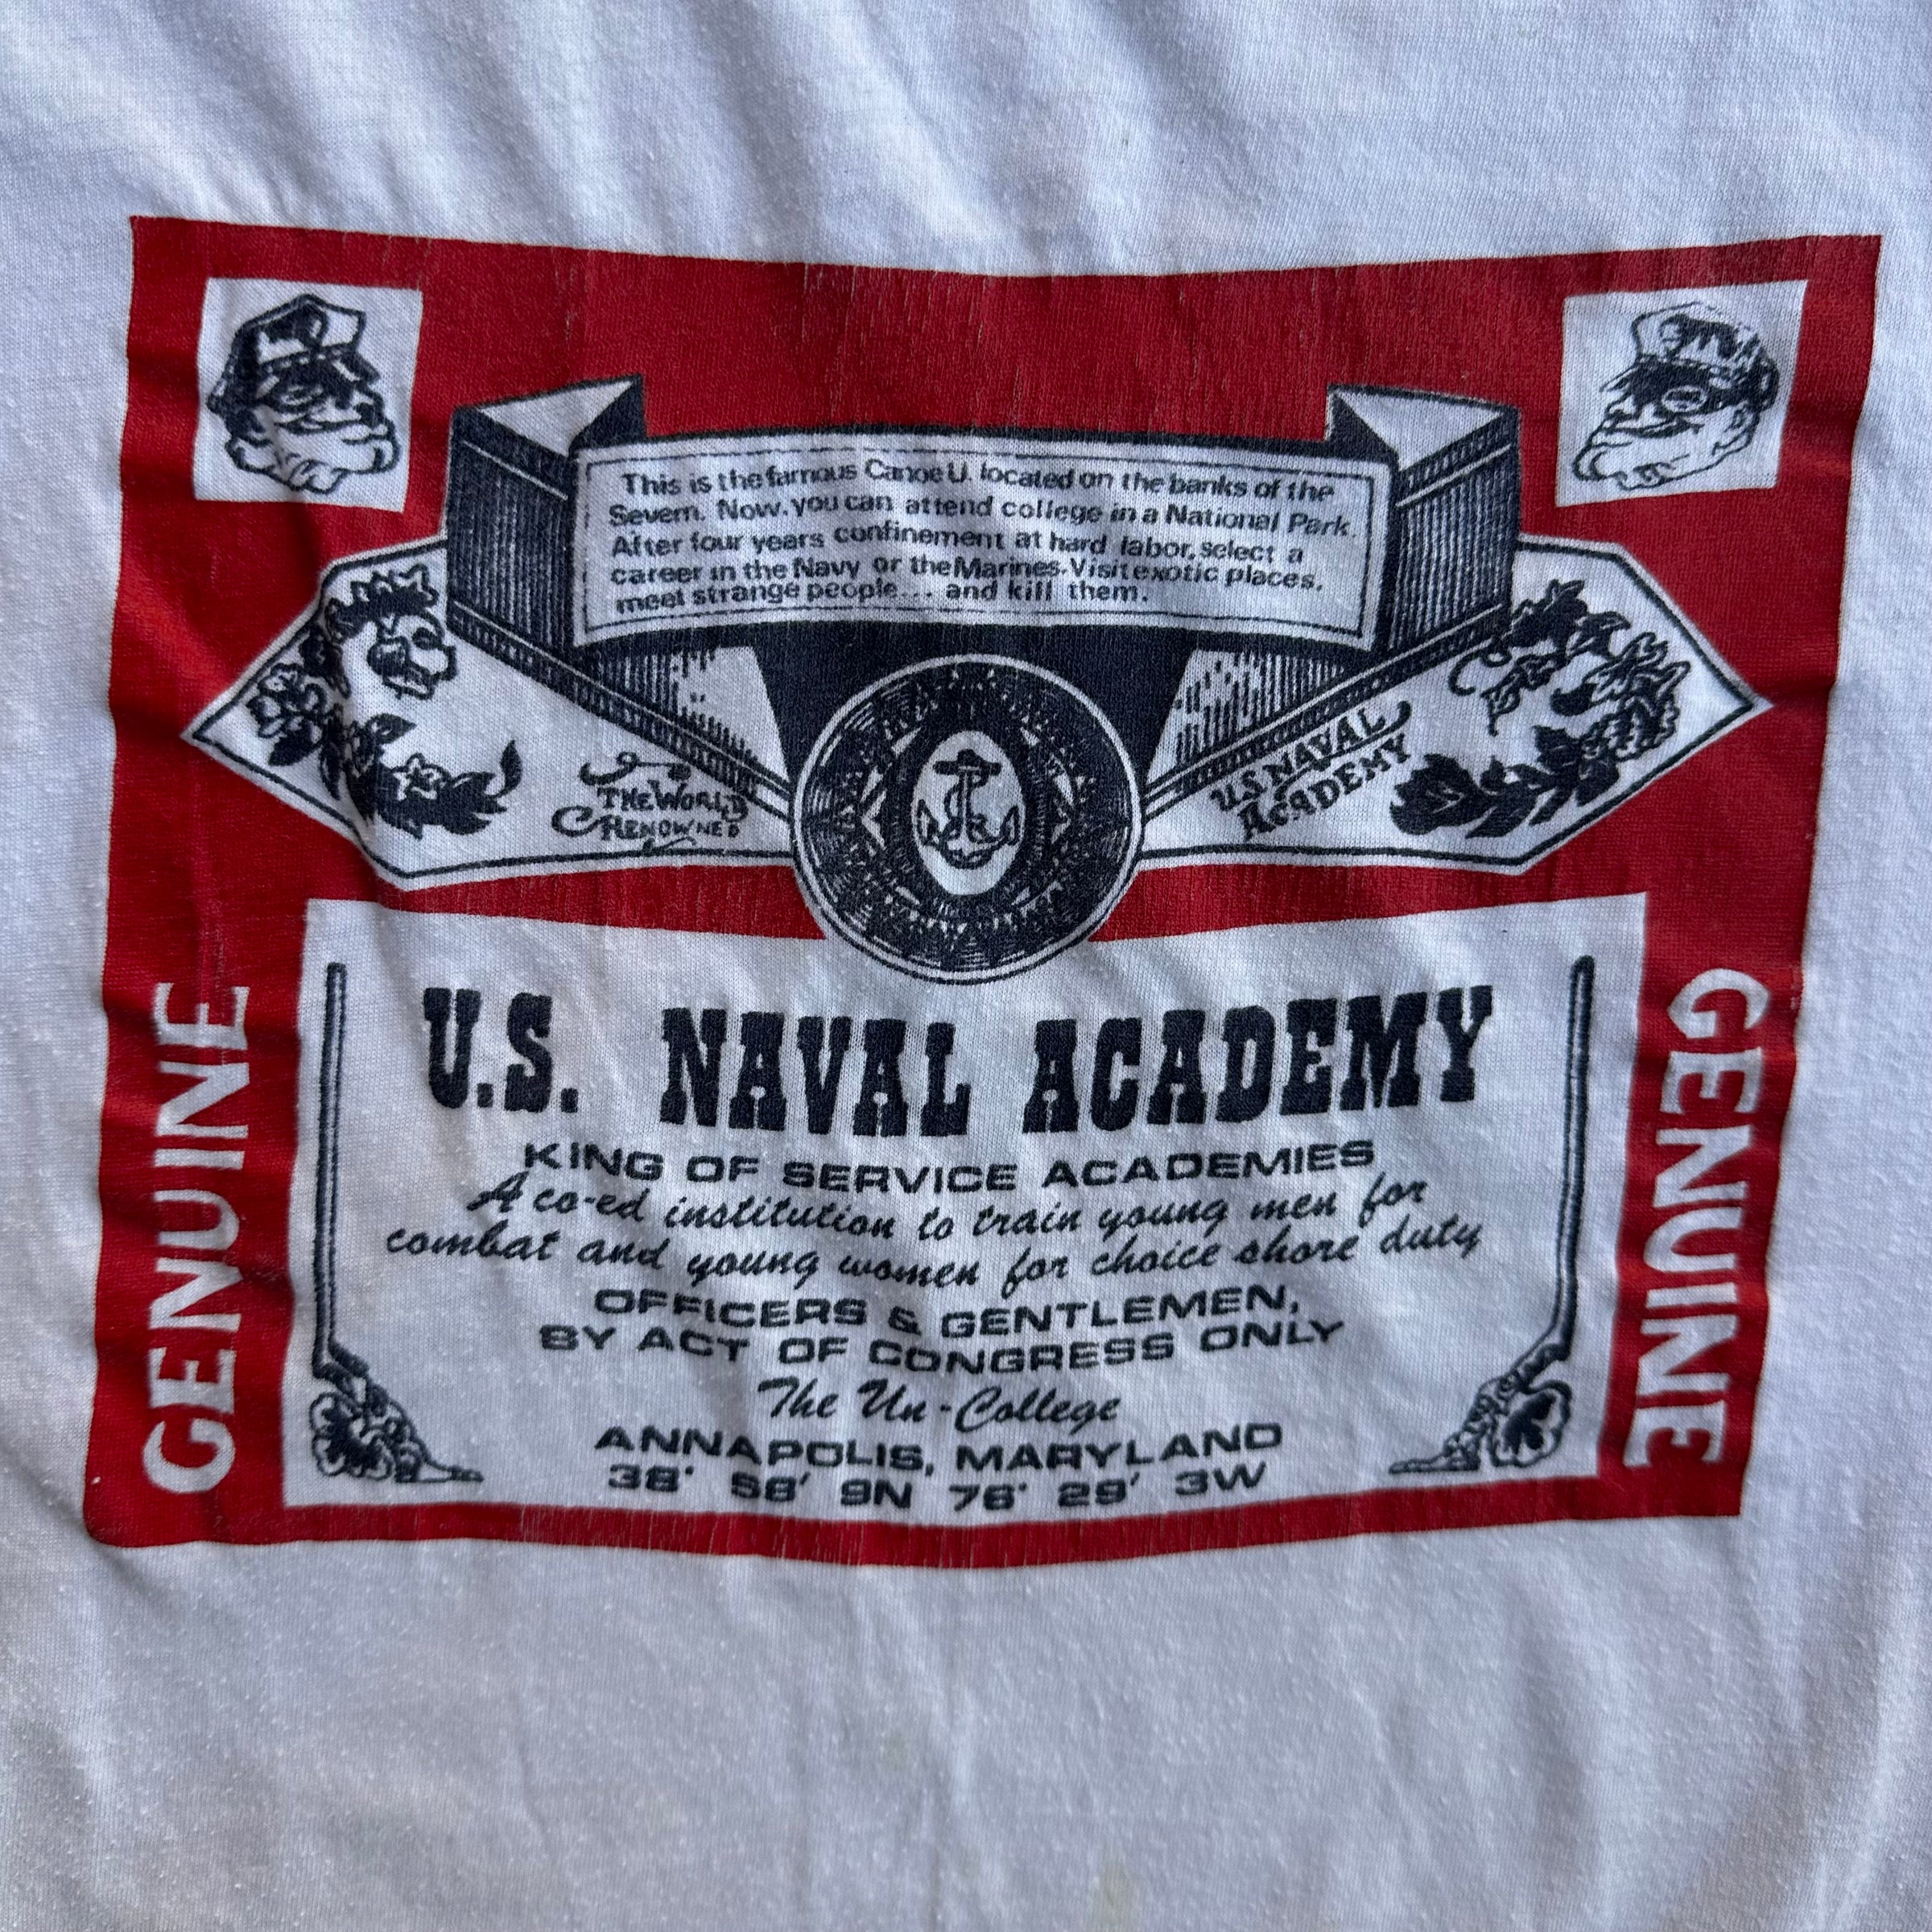 This is the famous Canoe U. located on the banks of the
Severn. Now, you can attend college in a National Park.
After four years confinement at hard labor, select a
career in the Navy or the Marines. Visit exotic places,
meet strange people... and kill them.
THE WORLD
RENOWNED
U.S NAVAL
ACADEMY
GENUINE
GENUINE
U.S. NAVAL ACADEMY
KING OF SERVICE ACADEMIES
A co-ed institution to train young men for
combat and young women for choice shore duty
OFFICERS & GENTLEMEN,
BY ACT OF CONGRESS ONLY
The Un-College
ANNAPOLIS, MARYLAND
38° 58' 9N 76° 29' 3W